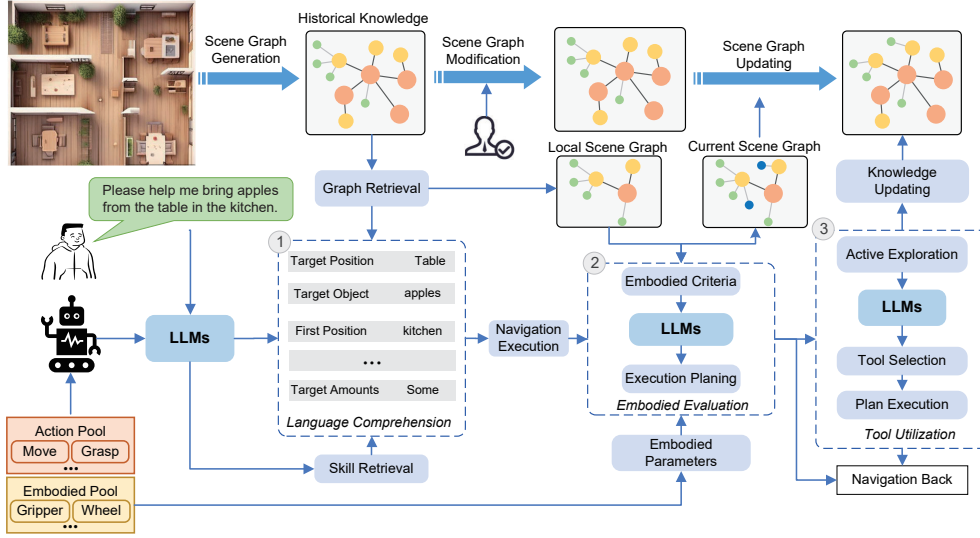 Historical Knowledge
Scene Graph
Generation
Scene Graph
Modification
Scene Graph
Updating
Local Scene Graph
Current Scene Graph
Graph Retrieval
Knowledge
Updating
Please help me bring apples
from the table in the kitchen.
1
Target Position Table
Target Object apples
First Position kitchen
...
Target Amounts Some
Language Comprehension
LLMs
Skill Retrieval
Navigation
Execution
2
Embodied Criteria
LLMs
Execution Planing
Embodied Evaluation
Embodied
Parameters
3
Active Exploration
LLMs
Tool Selection
Plan Execution
Tool Utilization
Navigation Back
Action Pool
Move Grasp
...
Embodied Pool
Gripper Wheel
...